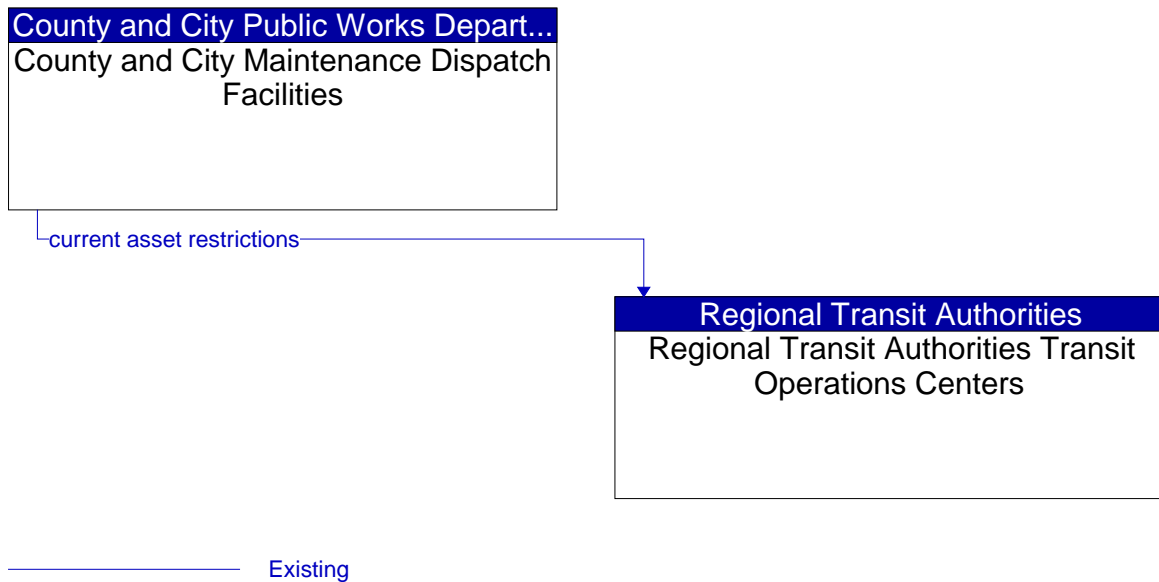 County and City Public Works Depart...
County and City Maintenance Dispatch
Facilities
current asset restrictions
Regional Transit Authorities
Regional Transit Authorities Transit
Operations Centers
Existing